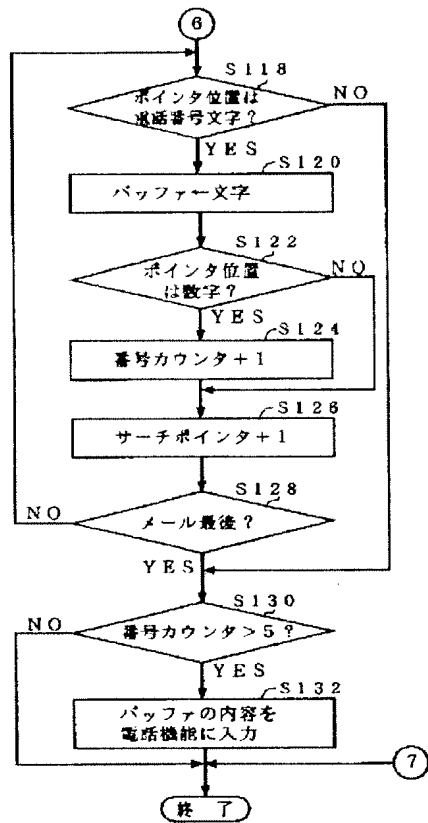 6
S118
ポインタ位置は
電話番号文字？
NO
YES
S120
バッファ←文字
S122
ポインタ位置
は数字？
NO
YES
S124
番号カウンタ＋1
S126
サーチポインタ＋1
S128
NO
メール最後？
YES
S130
NO
番号カウンタ＞5？
YES
S132
バッファの内容を
電話機能に入力
7
終 了